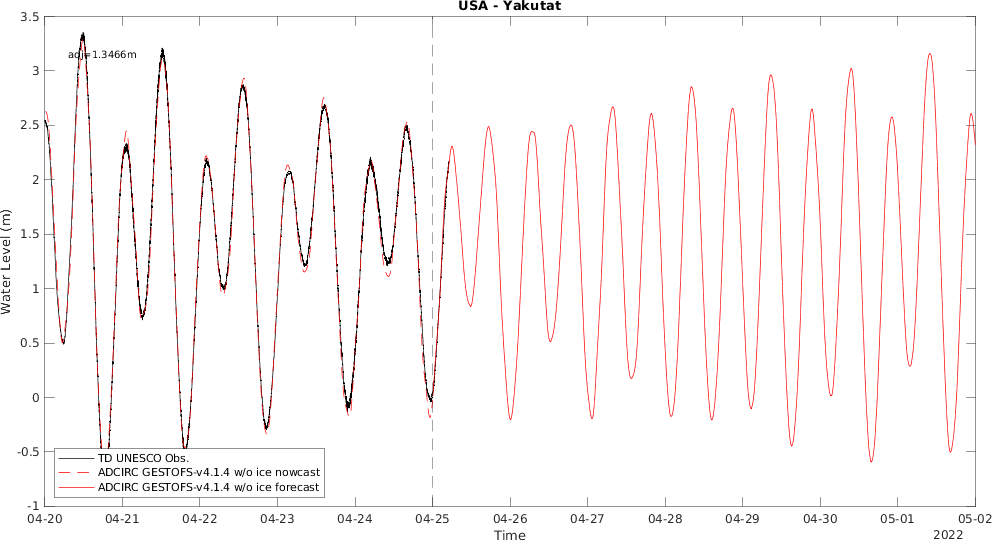 USA - Yakutat
3.5
3
2.5
2
1.5
1
0.5
0
-0.5
-1
Water Level (m)
adj=1.3466m
TD UNESCO Obs.
ADCIRC GESTOFS-v4.1.4 w/o ice nowcast
ADCIRC GESTOFS-v4.1.4 w/o ice forecast
04-20 04-21 04-22 04-23 04-24 04-25 04-26 04-27 04-28 04-29 04-30 05-01 05-02
Time
2022